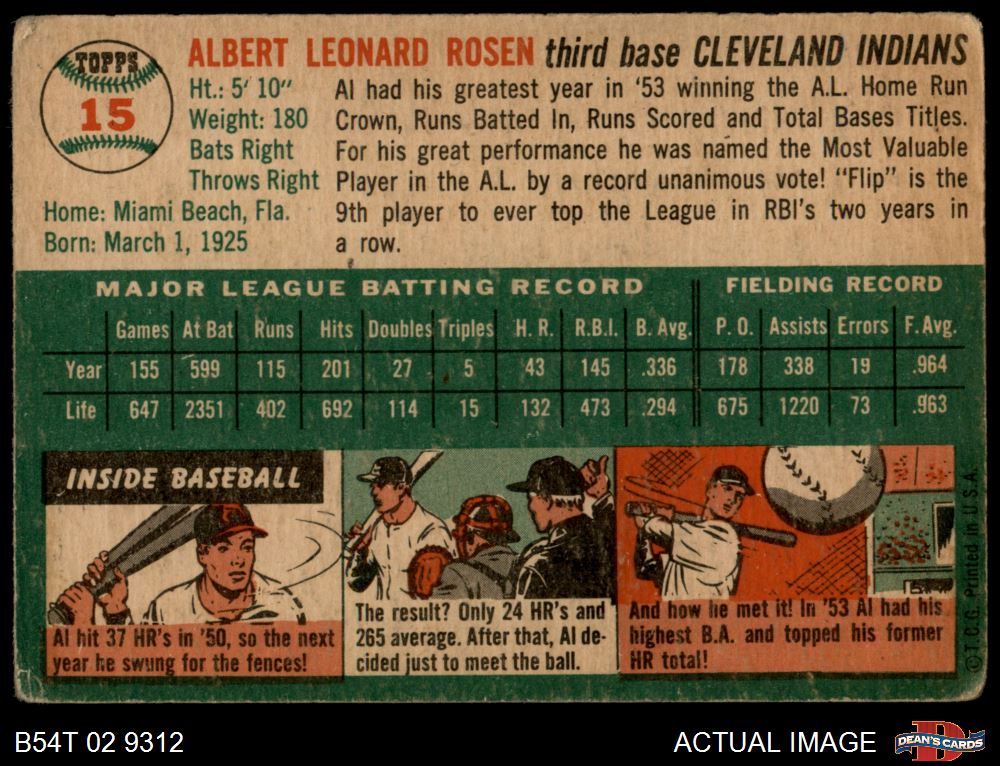 TOPPS
15
ALBERT LEONARD ROSEN third base CLEVELAND INDIANS
Ht.: 5' 10"
Weight: 180
Bats Right
Throws Right
Home: Miami Beach, Fla.
Born: March 1, 1925
Al had his greatest year in '53 winning the A.L. Home Run
Crown, Runs Batted In, Runs Scored and Total Bases Titles.
For his great performance he was named the Most Valuable
Player in the A.L. by a record unanimous vote! "Flip" is the
9th player to ever top the League in RBI's two years in
a row.
MAJOR LEAGUE BATTING RECORD FIELDING RECORD
Games At Bat Runs Hits Doubles Triples H. R. R.B.I. B. Avg. P. O. Assists Errors F. Avg.
Year 155 599 115 201 27 5 43 145 .336 178 338 19 .964
Life 647 2351 402 692 114 15 132 473 .294 675 1220 73 .963
INSIDE BASEBALL
Al hit 37 HR's in '50, so the next
year he swung for the fences!
The result? Only 24 HR's and
265 average. After that, Al de-
cided just to meet the ball.
And how he met it! In '53 Al had his
highest B.A. and topped his former
HR total!
© T. C. G. Printed in U.S.A.
B54T 02 9312
ACTUAL IMAGE
DEAN'S CARDS